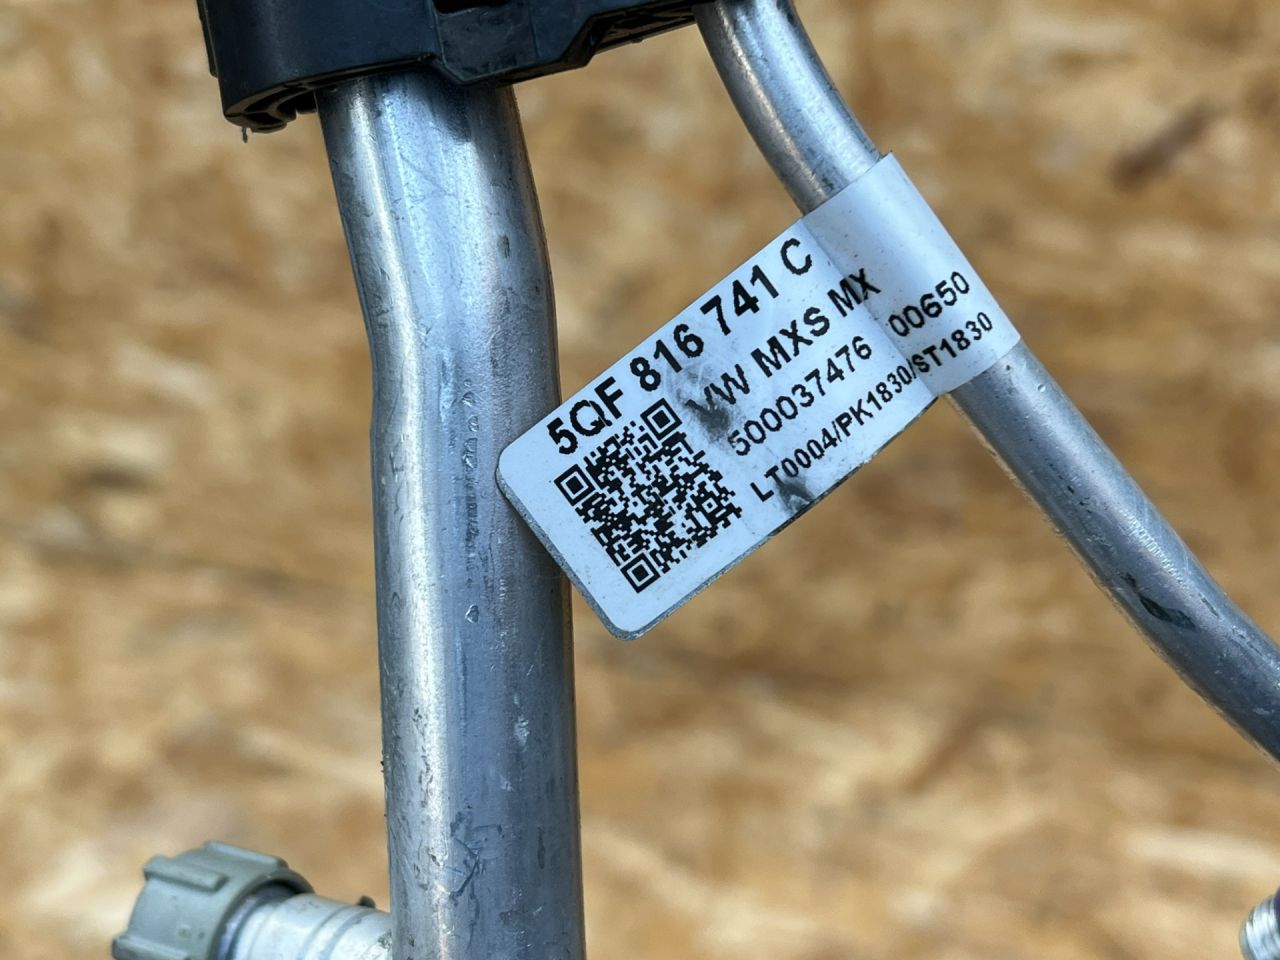 5QF 816 741 C
VW MXS MX
500037476 00650
LT0004/PK1830/ST1830